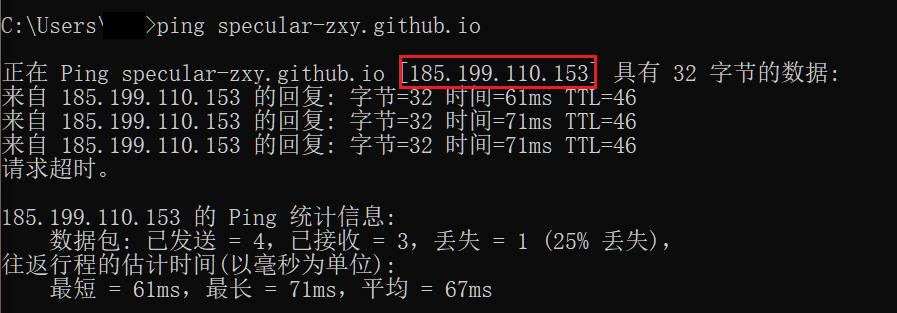 C:\Users\>ping specular-zxy.github.io
正在 Ping specular-zxy.github.io [185.199.110.153] 具有 32 字节的数据:
来自 185.199.110.153 的回复: 字节=32 时间=61ms TTL=46
来自 185.199.110.153 的回复: 字节=32 时间=71ms TTL=46
来自 185.199.110.153 的回复: 字节=32 时间=71ms TTL=46
请求超时。
185.199.110.153 的 Ping 统计信息:
数据包: 已发送 = 4，已接收 = 3，丢失 = 1 (25% 丢失)，
往返行程的估计时间(以毫秒为单位):
最短 = 61ms，最长 = 71ms，平均 = 67ms